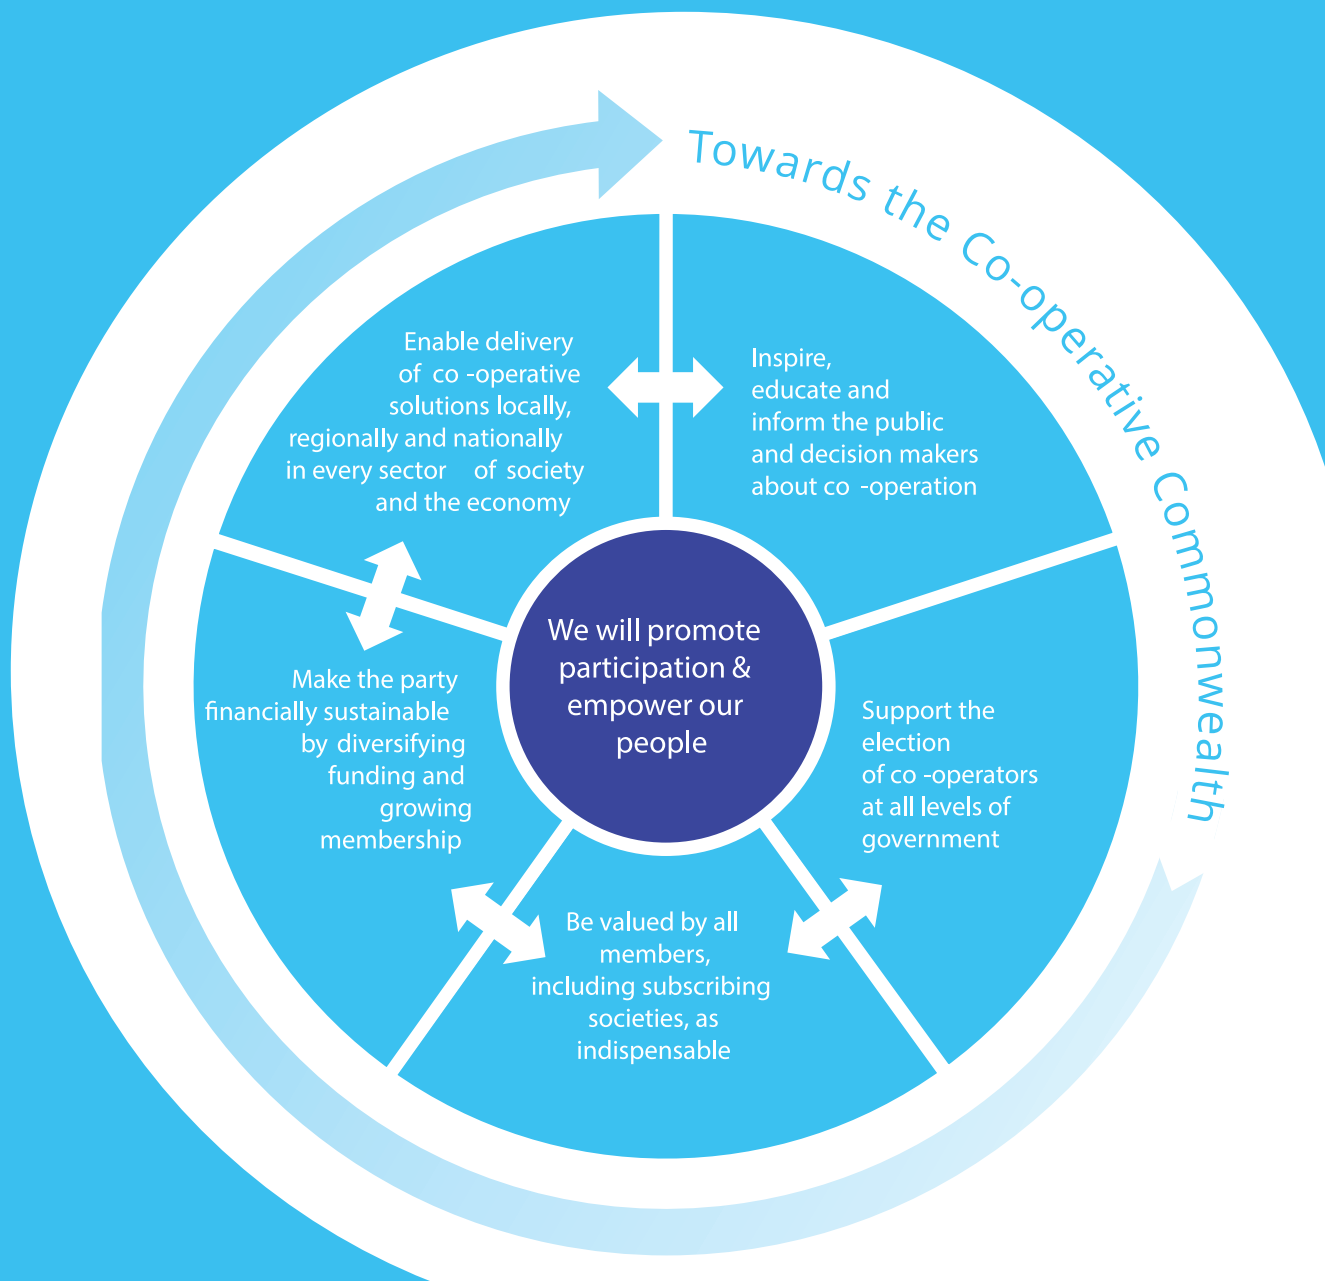 Towards the Co-operative Commonwealth
Enable delivery
of co -operative
solutions locally,
regionally and nationally
in every sector of society
and the economy
Inspire,
educate and
inform the public
and decision makers
about co -operation
We will promote
participation &
empower our
people
Make the party
financially sustainable
by diversifying
funding and
growing
membership
Support the
election
of co -operators
at all levels of
government
Be valued by all
members,
including subscribing
societies, as
indispensable